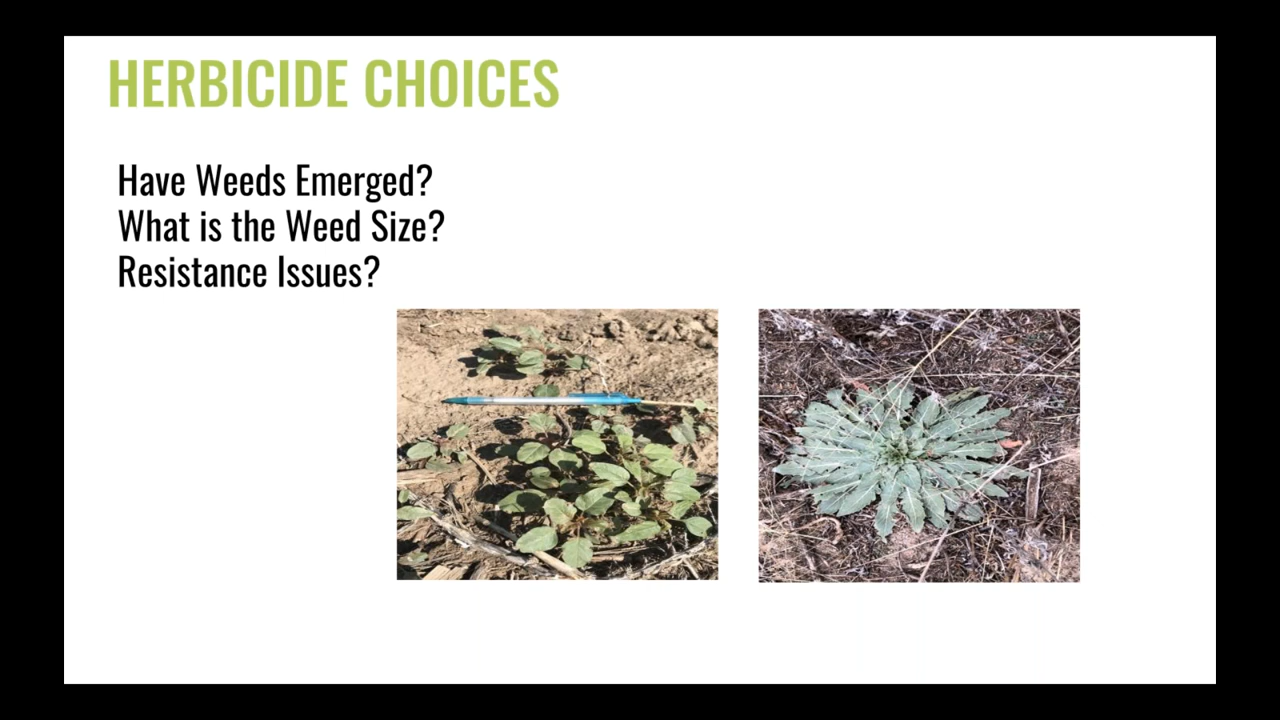 HERBICIDE CHOICES
Have Weeds Emerged?
What is the Weed Size?
Resistance Issues?